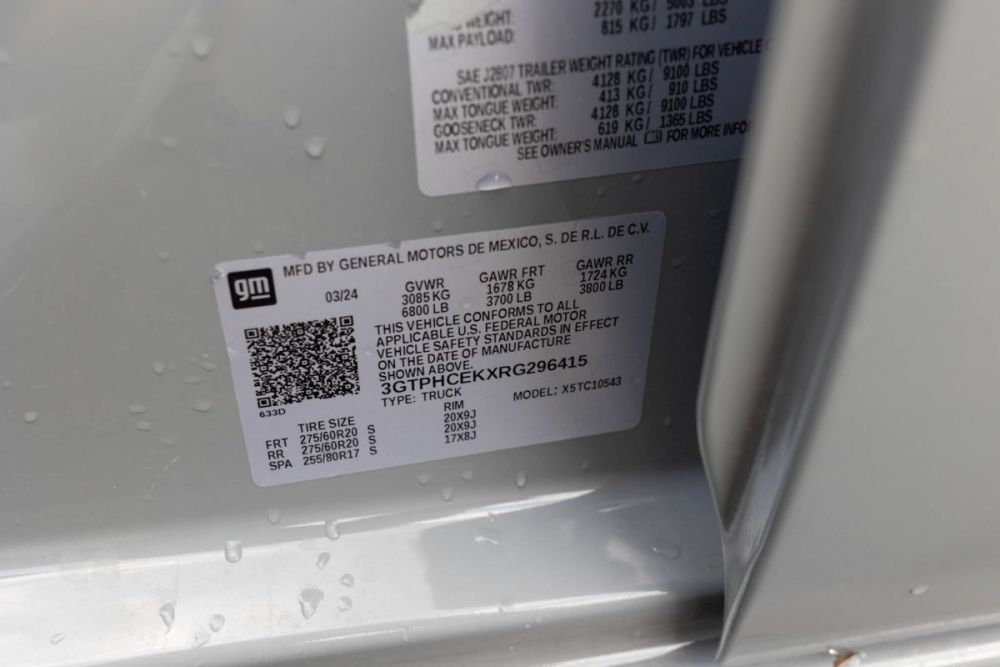 WEIGHT: 2270 KG/ 5003 LBS
MAX PAYLOAD: 815 KG/ 1797 LBS
SAE J2807 TRAILER WEIGHT RATING (TWR) FOR VEHICLE
CONVENTIONAL TWR: 4128 KG/ 9100 LBS
MAX TONGUE WEIGHT: 413 KG/ 910 LBS
GOOSENECK TWR: 4128 KG/ 9100 LBS
MAX TONGUE WEIGHT: 619 KG/ 1365 LBS
SEE OWNER'S MANUAL FOR MORE INFO
gm
MFD BY GENERAL MOTORS DE MEXICO, S. DE R.L. DE C.V.
03/24 GVWR GAWR FRT GAWR RR
3085 KG 1678 KG 1724 KG
6800 LB 3700 LB 3800 LB
THIS VEHICLE CONFORMS TO ALL
APPLICABLE U.S. FEDERAL MOTOR
VEHICLE SAFETY STANDARDS IN EFFECT
ON THE DATE OF MANUFACTURE
SHOWN ABOVE.
3GTPHCEKXRG296415
TYPE: TRUCK MODEL: X5TC10543
633D
TIRE SIZE RIM
FRT 275/60R20 S 20X9J
RR 275/60R20 S 20X9J
SPA 255/80R17 S 17X8J